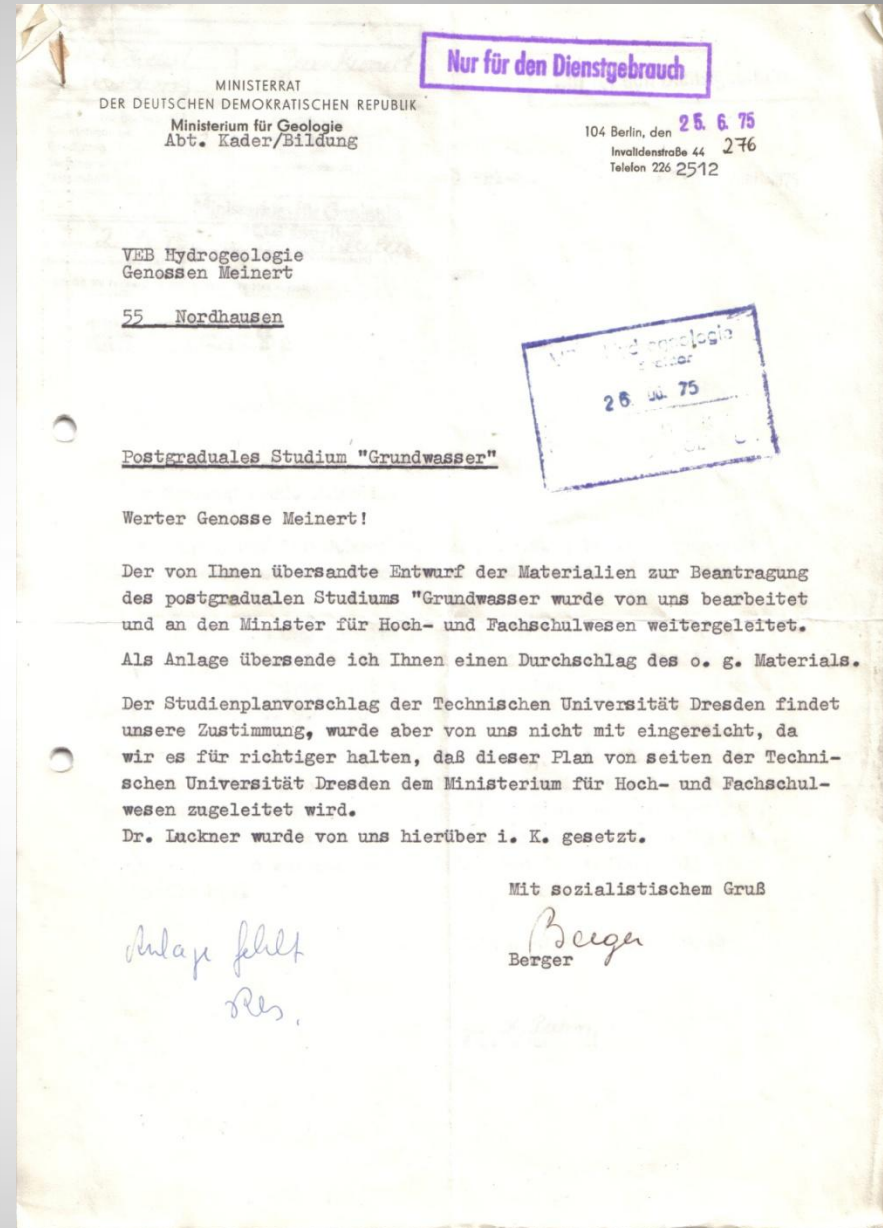 Nur für den Dienstgebrauch
MINISTERRAT
DER DEUTSCHEN DEMOKRATISCHEN REPUBLIK
Ministerium für Geologie
Abt. Kader/Bildung
104 Berlin, den 25. 6. 75
Invalidenstraße 44 276
Telefon 226 2512
VEB Hydrogeologie
Genossen Meinert
55 Nordhausen
26. 75
Postgraduales Studium "Grundwasser"
Werter Genosse Meinert!
Der von Ihnen übersandte Entwurf der Materialien zur Beantragung
des postgradualen Studiums "Grundwasser wurde von uns bearbeitet
und an den Minister für Hoch- und Fachschulwesen weitergeleitet.
Als Anlage übersende ich Ihnen einen Durchschlag des o. g. Materials.
Der Studienplanvorschlag der Technischen Universität Dresden findet
unsere Zustimmung, wurde aber von uns nicht mit eingereicht, da
wir es für richtiger halten, daß dieser Plan von seiten der Techni-
schen Universität Dresden dem Ministerium für Hoch- und Fachschul-
wesen zugeleitet wird.
Dr. Luckner wurde von uns hierüber i. K. gesetzt.
Mit sozialistischem Gruß
Berger
Berger
Anlage fehlt